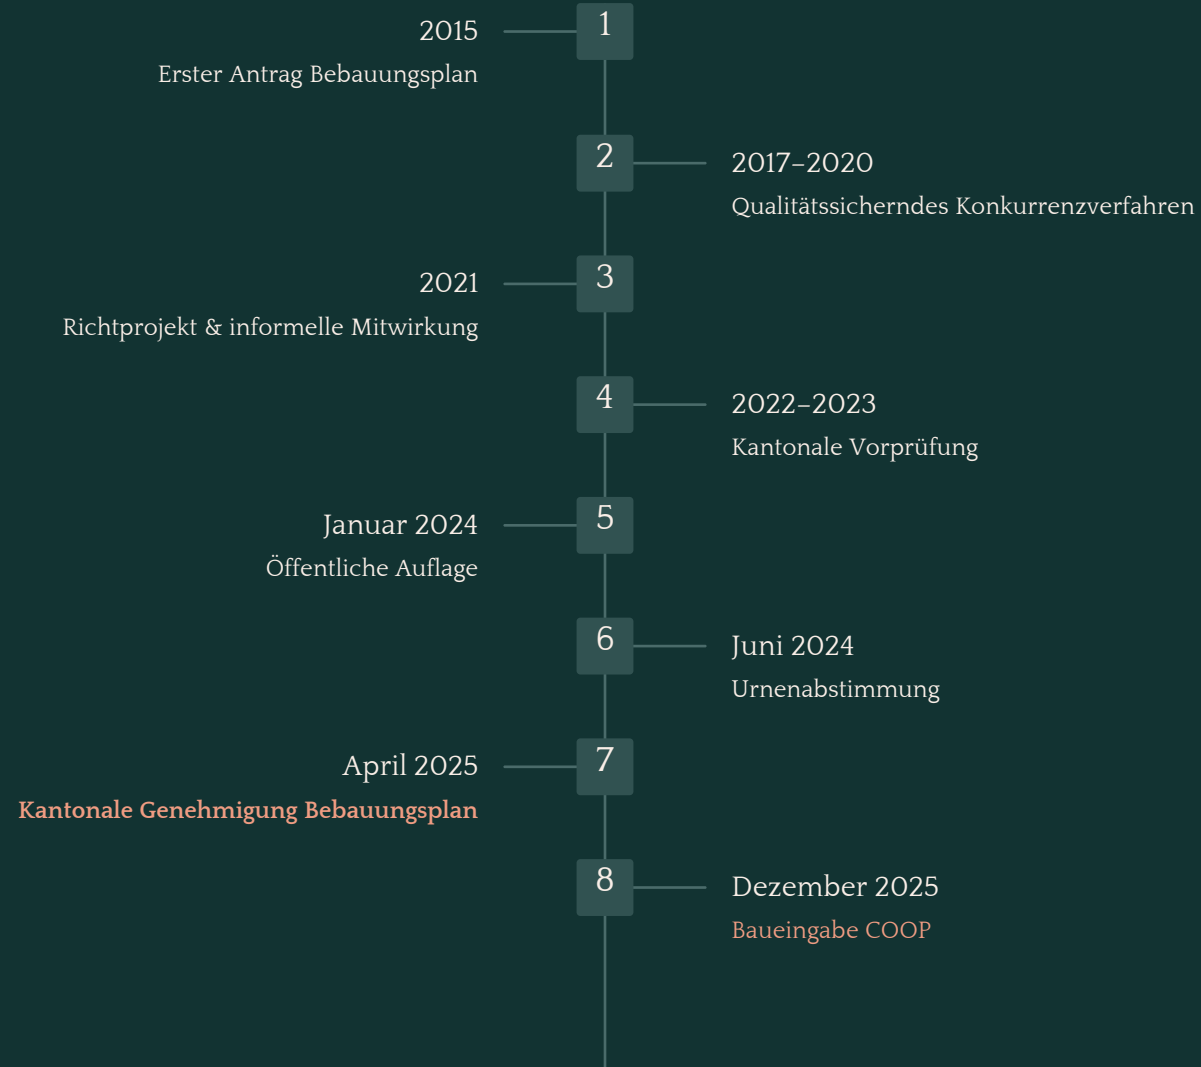 1
2015
Erster Antrag Bebauungsplan
2
2017–2020
Qualitätssicherndes Konkurrenzverfahren
3
2021
Richtprojekt & informelle Mitwirkung
4
2022–2023
Kantonale Vorprüfung
5
Januar 2024
Öffentliche Auflage
6
Juni 2024
Urnenabstimmung
7
April 2025
Kantonale Genehmigung Bebauungsplan
8
Dezember 2025
Baueingabe COOP